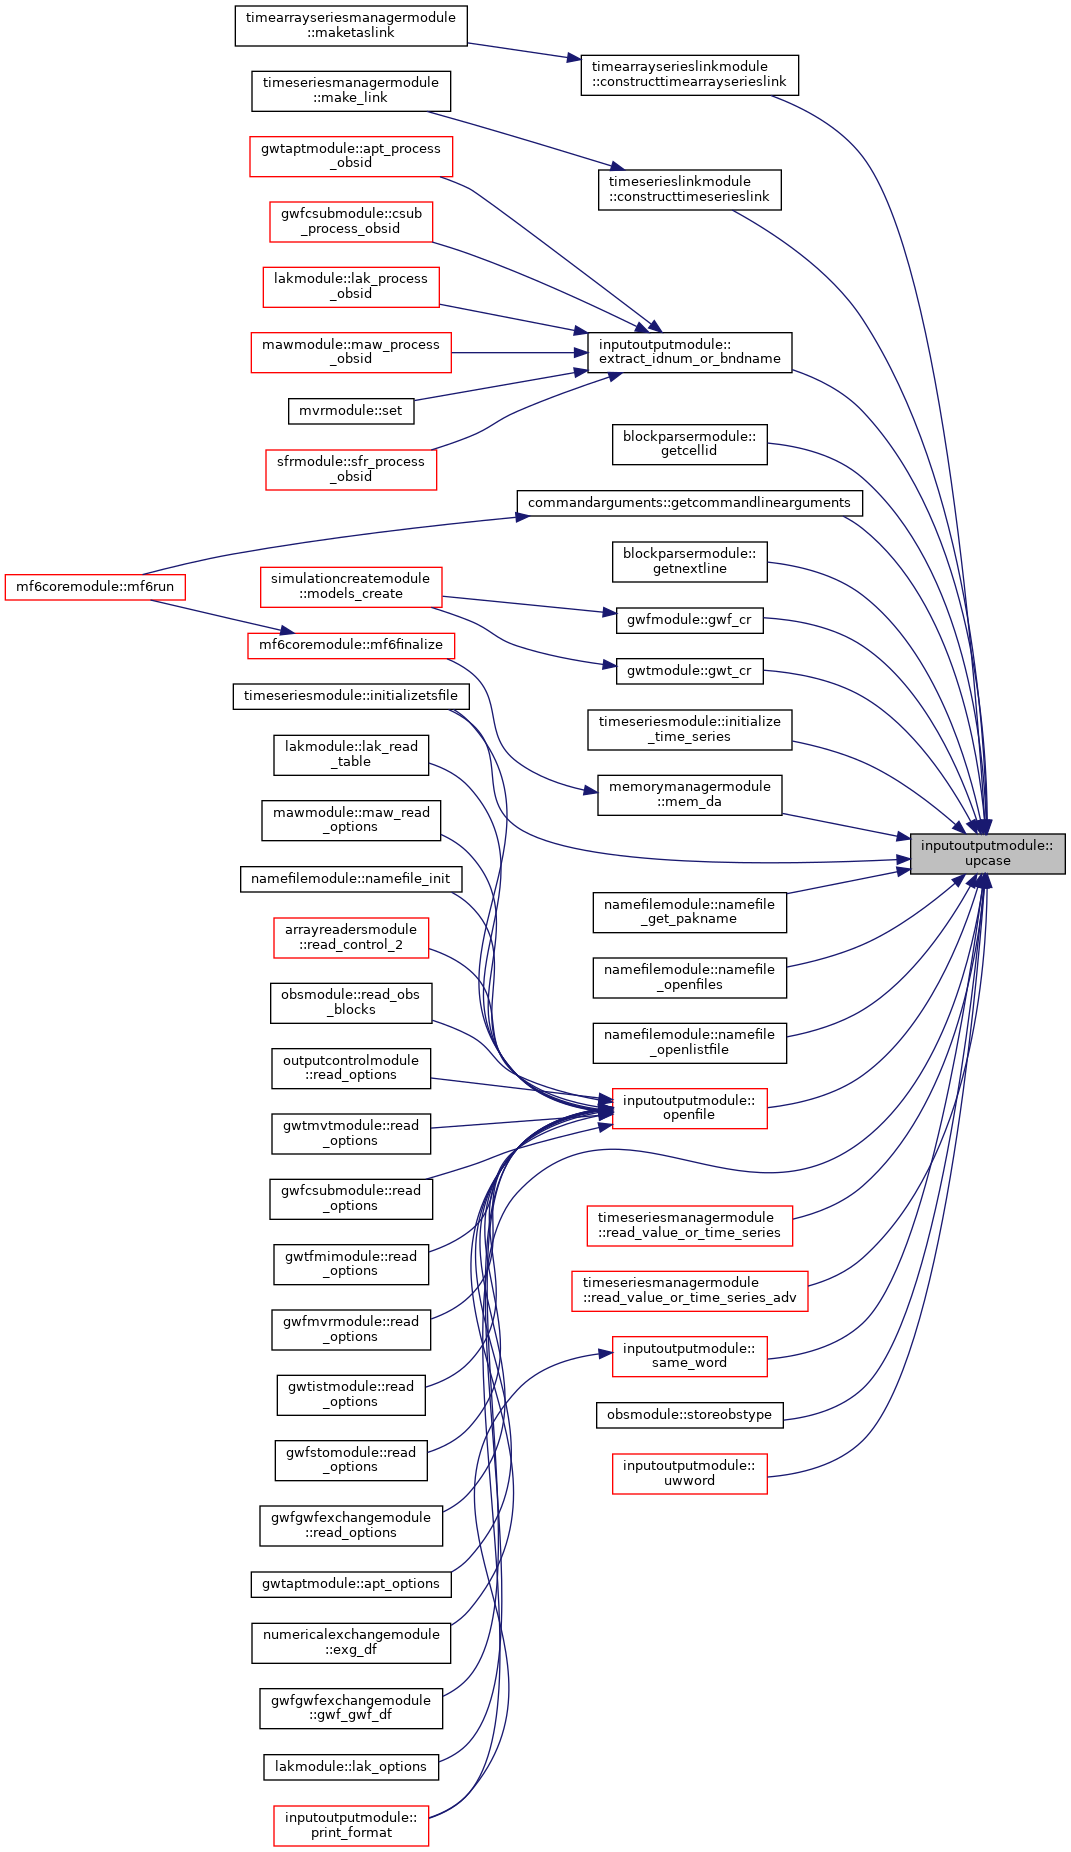 timearrayseriesmanagermodule
::maketaslink
timearrayserieslinkmodule
::constructtimearrayserieslink
timeseriesmanagermodule
::make_link
gwtaptmodule::apt_process
_obsid
timeserieslinkmodule
::constructtimeserieslink
gwfcsubmodule::csub
_process_obsid
lakmodule::lak_process
_obsid
mawmodule::maw_process
_obsid
inputoutputmodule::
extract_idnum_or_bndname
mvrmodule::set
sfrmodule::sfr_process
_obsid
blockparsermodule::
getcellid
commandarguments::getcommandlinearguments
blockparsermodule::
getnextline
mf6coremodule::mf6run
simulationcreatemodule
::models_create
gwfmodule::gwf_cr
mf6coremodule::mf6finalize
gwtmodule::gwt_cr
timeseriesmodule::initializetsfile
timeseriesmodule::initialize
_time_series
lakmodule::lak_read
_table
memorymanagermodule
::mem_da
mawmodule::maw_read
_options
inputoutputmodule::
upcase
namefilemodule::namefile_init
namefilemodule::namefile
_get_pakname
arrayreadersmodule
::read_control_2
namefilemodule::namefile
_openfiles
obsmodule::read_obs
_blocks
namefilemodule::namefile
_openlistfile
outputcontrolmodule
::read_options
inputoutputmodule::
openfile
gwtmvtmodule::read
_options
gwfcsubmodule::read
_options
timeseriesmanagermodule
::read_value_or_time_series
gwtfmimodule::read
_options
timeseriesmanagermodule
::read_value_or_time_series_adv
gwfmvrmodule::read
_options
inputoutputmodule::
same_word
gwtistmodule::read
_options
obsmodule::storeobstype
gwfstomodule::read
_options
inputoutputmodule::
uwword
gwfgwfexchangemodule
::read_options
gwtaptmodule::apt_options
numericalexchangemodule
::exg_df
gwfgwfexchangemodule
::gwf_gwf_df
lakmodule::lak_options
inputoutputmodule::
print_format